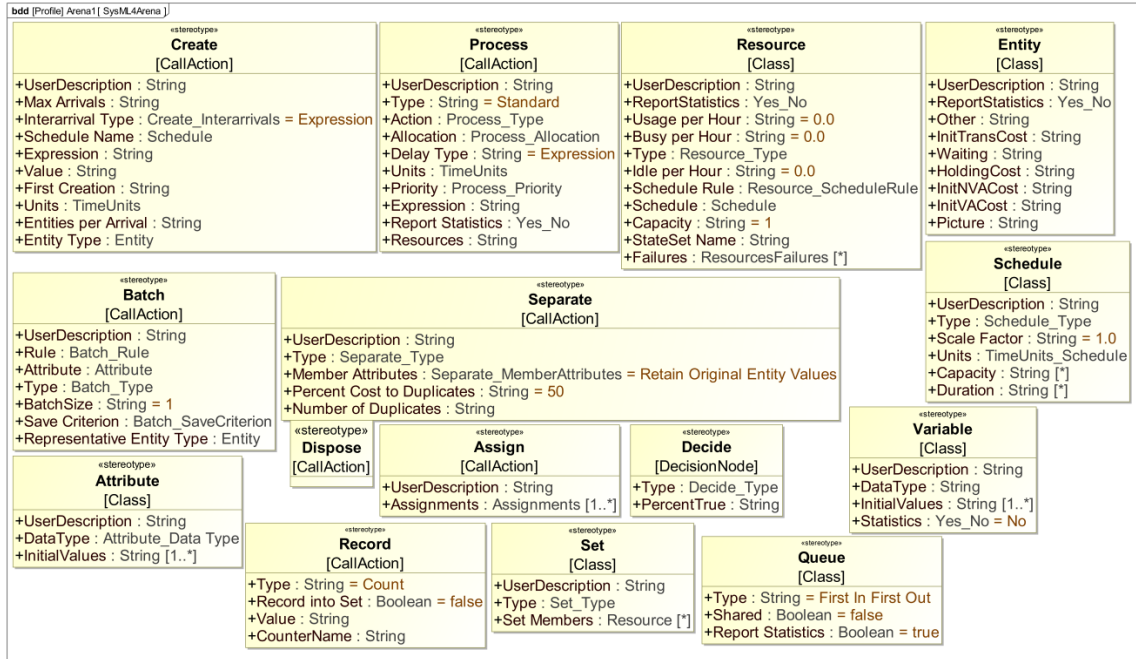 bdd [Profile] Arena1[ SysML4Arena ]
«stereotype»
Create
[CallAction]
+UserDescription : String
+Max Arrivals : String
+Interarrival Type : Create_Interarrivals = Expression
+Schedule Name : Schedule
+Expression : String
+Value : String
+First Creation : String
+Units : TimeUnits
+Entities per Arrival : String
+Entity Type : Entity
«stereotype»
Process
[CallAction]
+UserDescription : String
+Type : String = Standard
+Action : Process_Type
+Allocation : Process_Allocation
+Delay Type : String = Expression
+Units : TimeUnits
+Priority : Process_Priority
+Expression : String
+Report Statistics : Yes_No
+Resources : String
«stereotype»
Resource
[Class]
+UserDescription : String
+ReportStatistics : Yes_No
+Usage per Hour : String = 0.0
+Busy per Hour : String = 0.0
+Type : Resource_Type
+Idle per Hour : String = 0.0
+Schedule Rule : Resource_ScheduleRule
+Schedule : Schedule
+Capacity : String = 1
+StateSet Name : String
+Failures : ResourcesFailures [*]
«stereotype»
Entity
[Class]
+UserDescription : String
+ReportStatistics : Yes_No
+Other : String
+InitTransCost : String
+Waiting : String
+HoldingCost : String
+InitNVACost : String
+InitVACost : String
+Picture : String
«stereotype»
Batch
[CallAction]
+UserDescription : String
+Rule : Batch_Rule
+Attribute : Attribute
+Type : Batch_Type
+BatchSize : String = 1
+Save Criterion : Batch_SaveCriterion
+Representative Entity Type : Entity
«stereotype»
Separate
[CallAction]
+UserDescription : String
+Type : Separate_Type
+Member Attributes : Separate_MemberAttributes = Retain Original Entity Values
+Percent Cost to Duplicates : String = 50
+Number of Duplicates : String
«stereotype»
Schedule
[Class]
+UserDescription : String
+Type : Schedule_Type
+Scale Factor : String = 1.0
+Units : TimeUnits_Schedule
+Capacity : String [*]
+Duration : String [*]
«stereotype»
Dispose
[CallAction]
«stereotype»
Assign
[CallAction]
+UserDescription : String
+Assignments : Assignments [1..*]
«stereotype»
Decide
[DecisionNode]
+Type : Decide_Type
+PercentTrue : String
«stereotype»
Variable
[Class]
+UserDescription : String
+DataType : String
+InitialValues : String [1..*]
+Statistics : Yes_No = No
«stereotype»
Attribute
[Class]
+UserDescription : String
+DataType : Attribute_Data Type
+InitialValues : String [1..*]
«stereotype»
Record
[CallAction]
+Type : String = Count
+Record into Set : Boolean = false
+Value : String
+CounterName : String
«stereotype»
Set
[Class]
+UserDescription : String
+Type : Set_Type
+Set Members : Resource [*]
«stereotype»
Queue
[Class]
+Type : String = First In First Out
+Shared : Boolean = false
+Report Statistics : Boolean = true